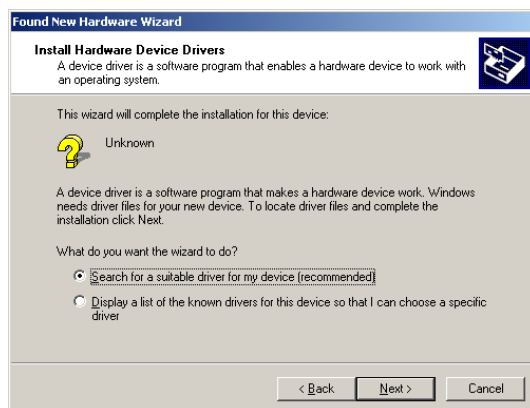 Found New Hardware Wizard
Install Hardware Device Drivers
A device driver is a software program that enables a hardware device to work with
an operating system.
This wizard will complete the installation for this device:
Unknown
A device driver is a software program that makes a hardware device work. Windows
needs driver files for your new device. To locate driver files and complete the
installation click Next.
What do you want the wizard to do?
Search for a suitable driver for my device (recommended)
Display a list of the known drivers for this device so that I can choose a specific
driver
< Back Next > Cancel